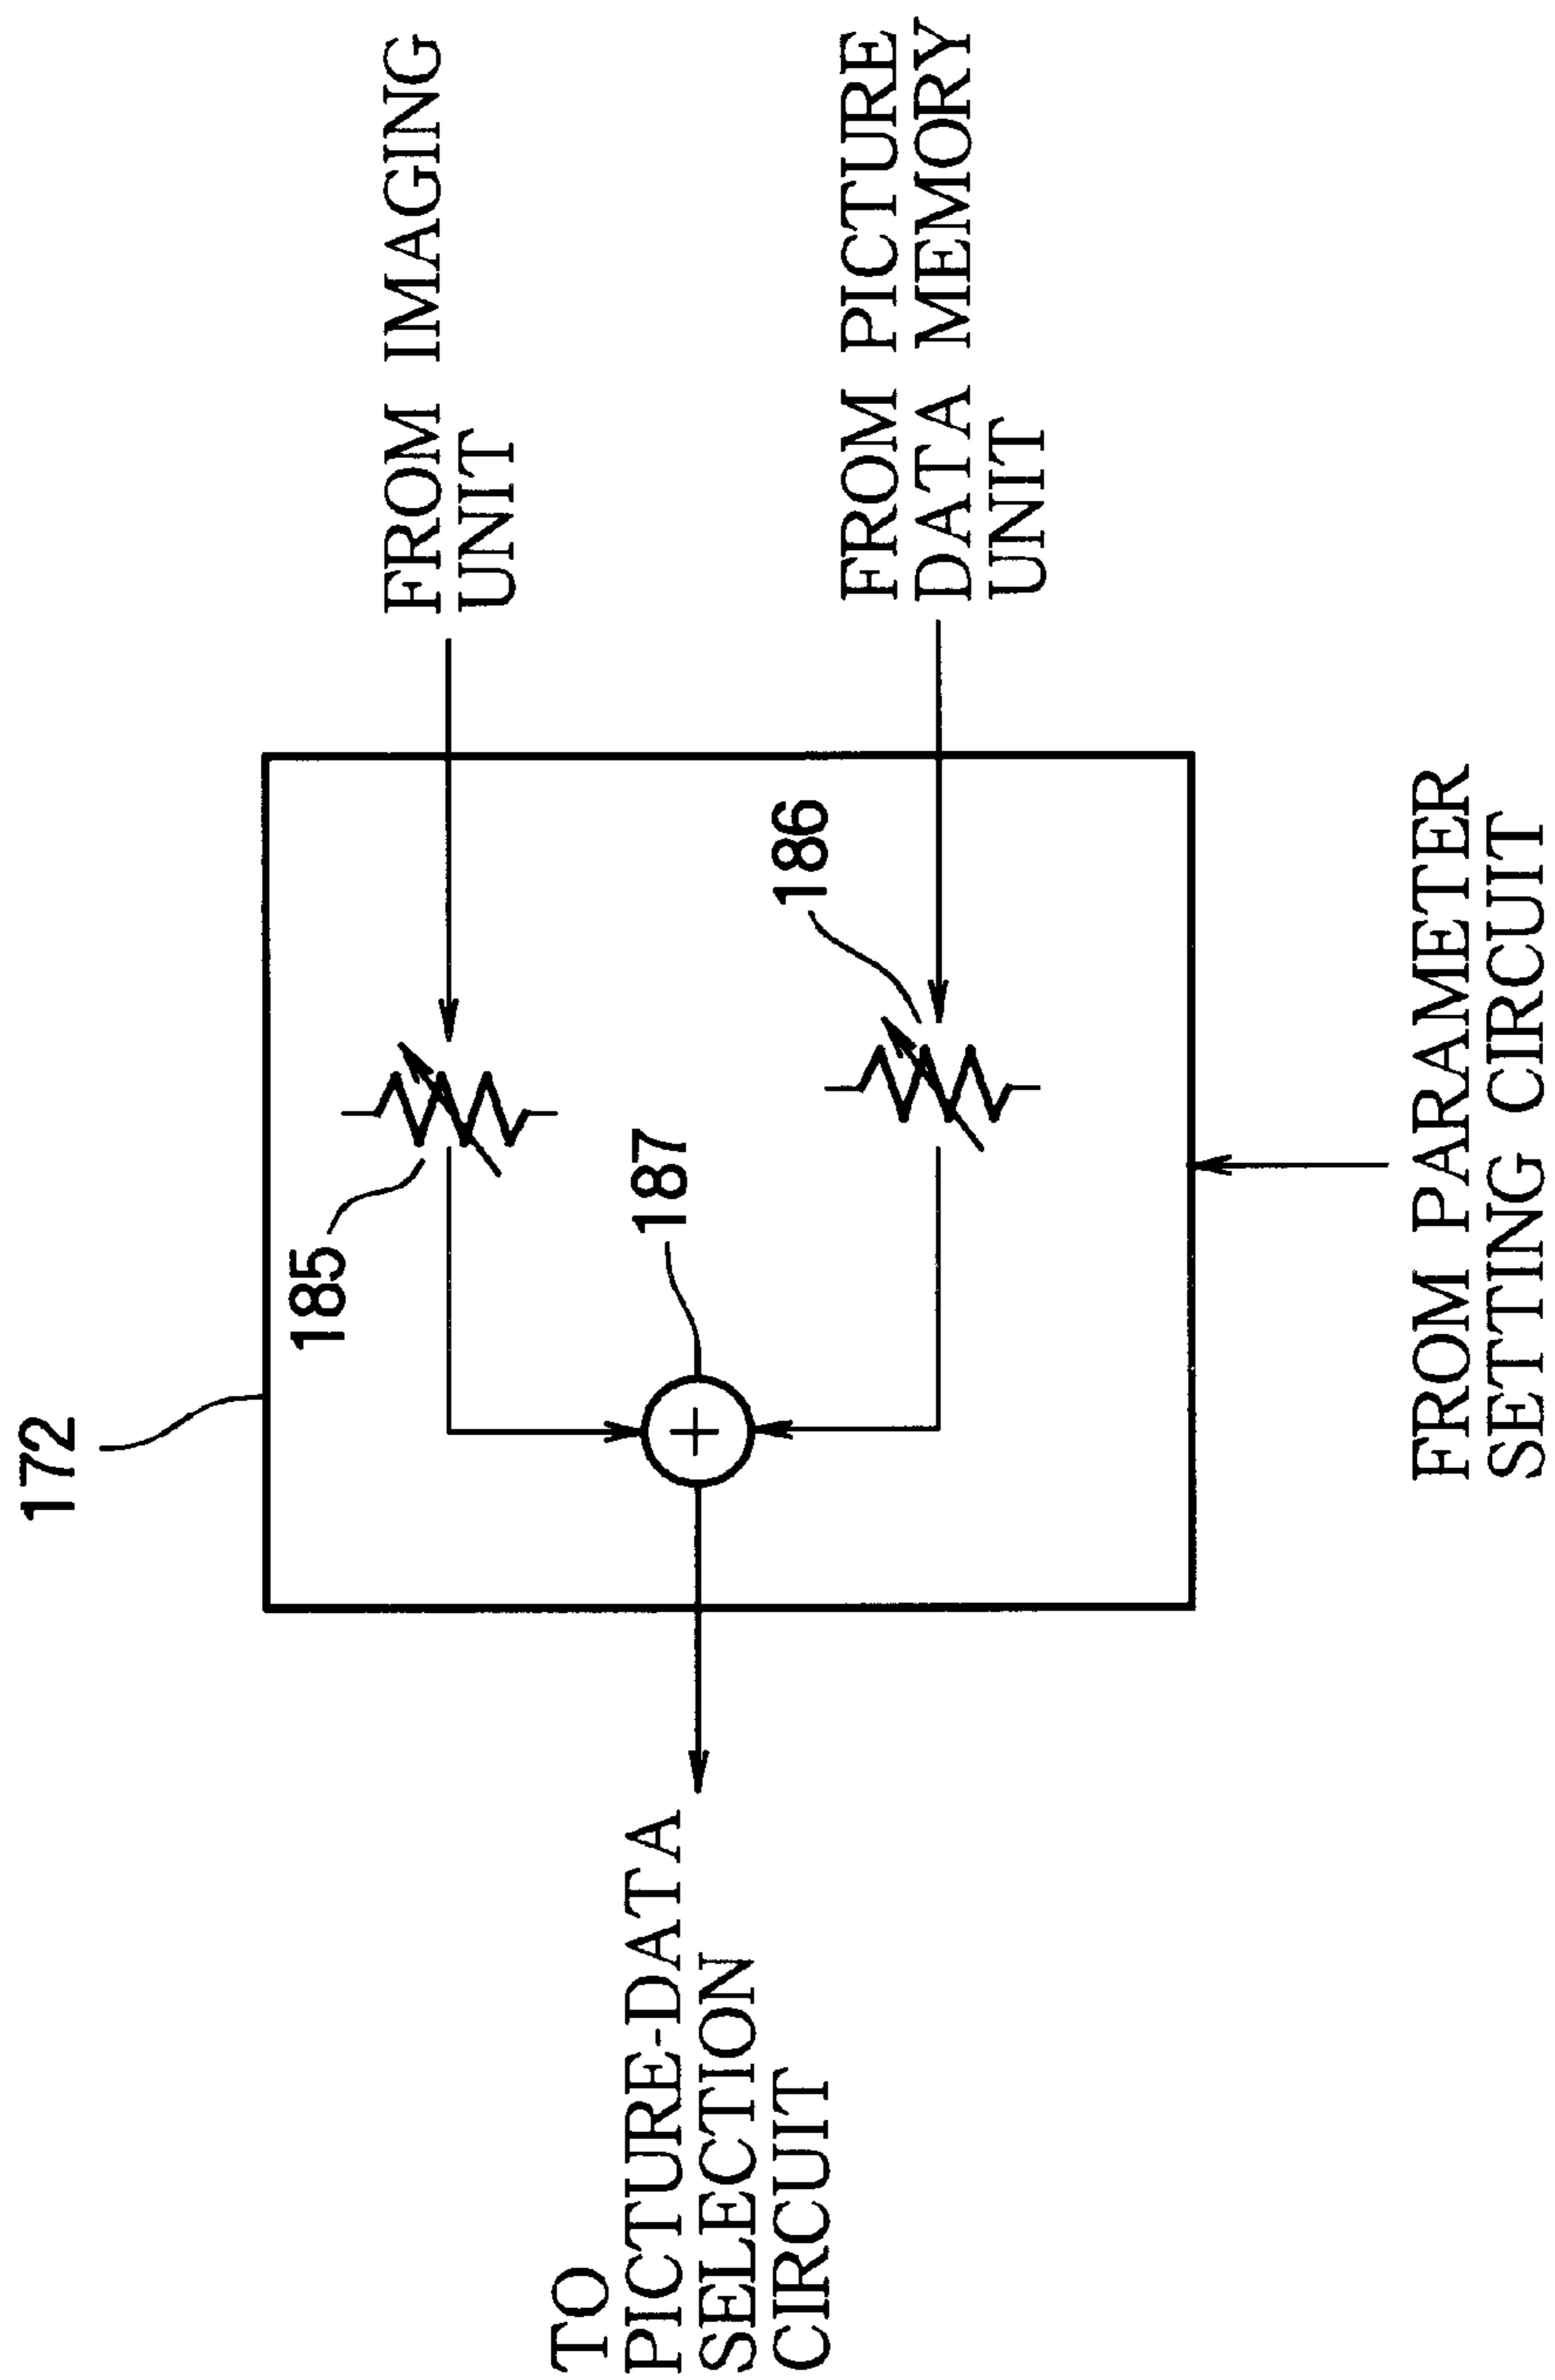 172
FROM IMAGING
UNIT
185
187
186
FROM PICTURE
DATA MEMORY
UNIT
TO
PICTURE-DATA
SELECTION
CIRCUIT
FROM PARAMETER
SETTING CIRCUIT